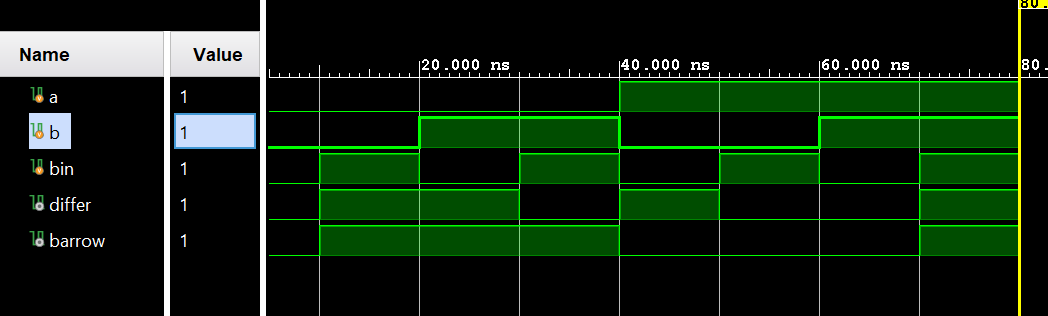 80.
Name Value
20.000 ns 40.000 ns 60.000 ns 80.
a 1
b 1
bin 1
differ 1
barrow 1